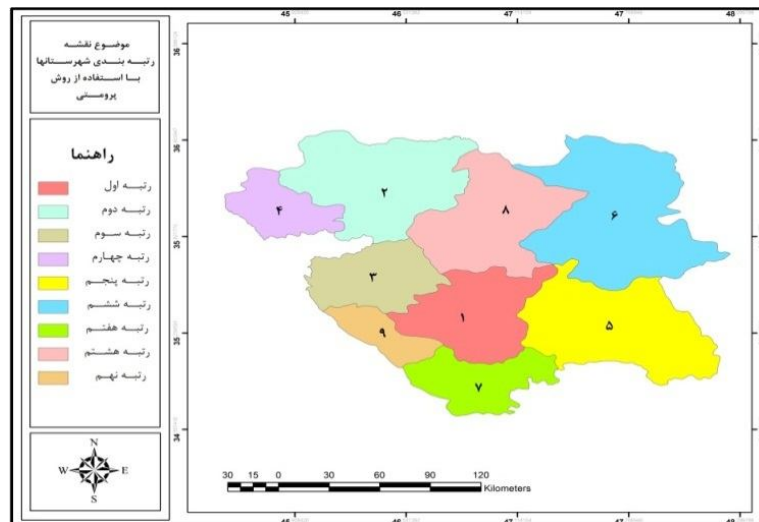 موضوع نقشه
رتبه بندی شهرستانها
با استفاده از روش
پرومتی
راهنما
رتبه اول
رتبه دوم
رتبه سوم
رتبه چهارم
رتبه پنجم
رتبه ششم
رتبه هفتم
رتبه هشتم
رتبه نهم
N
W E
S
45 46 47 47 48
36
36
35
35
34
۲
۴
۸
۶
۳
۱
۹
۵
۷
30 15 0 30 60 90 120
Kilometers